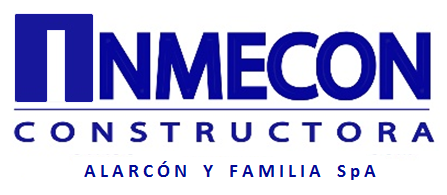 INMECON
CONSTRUCTORA
ALARCÓN Y FAMILIA SpA